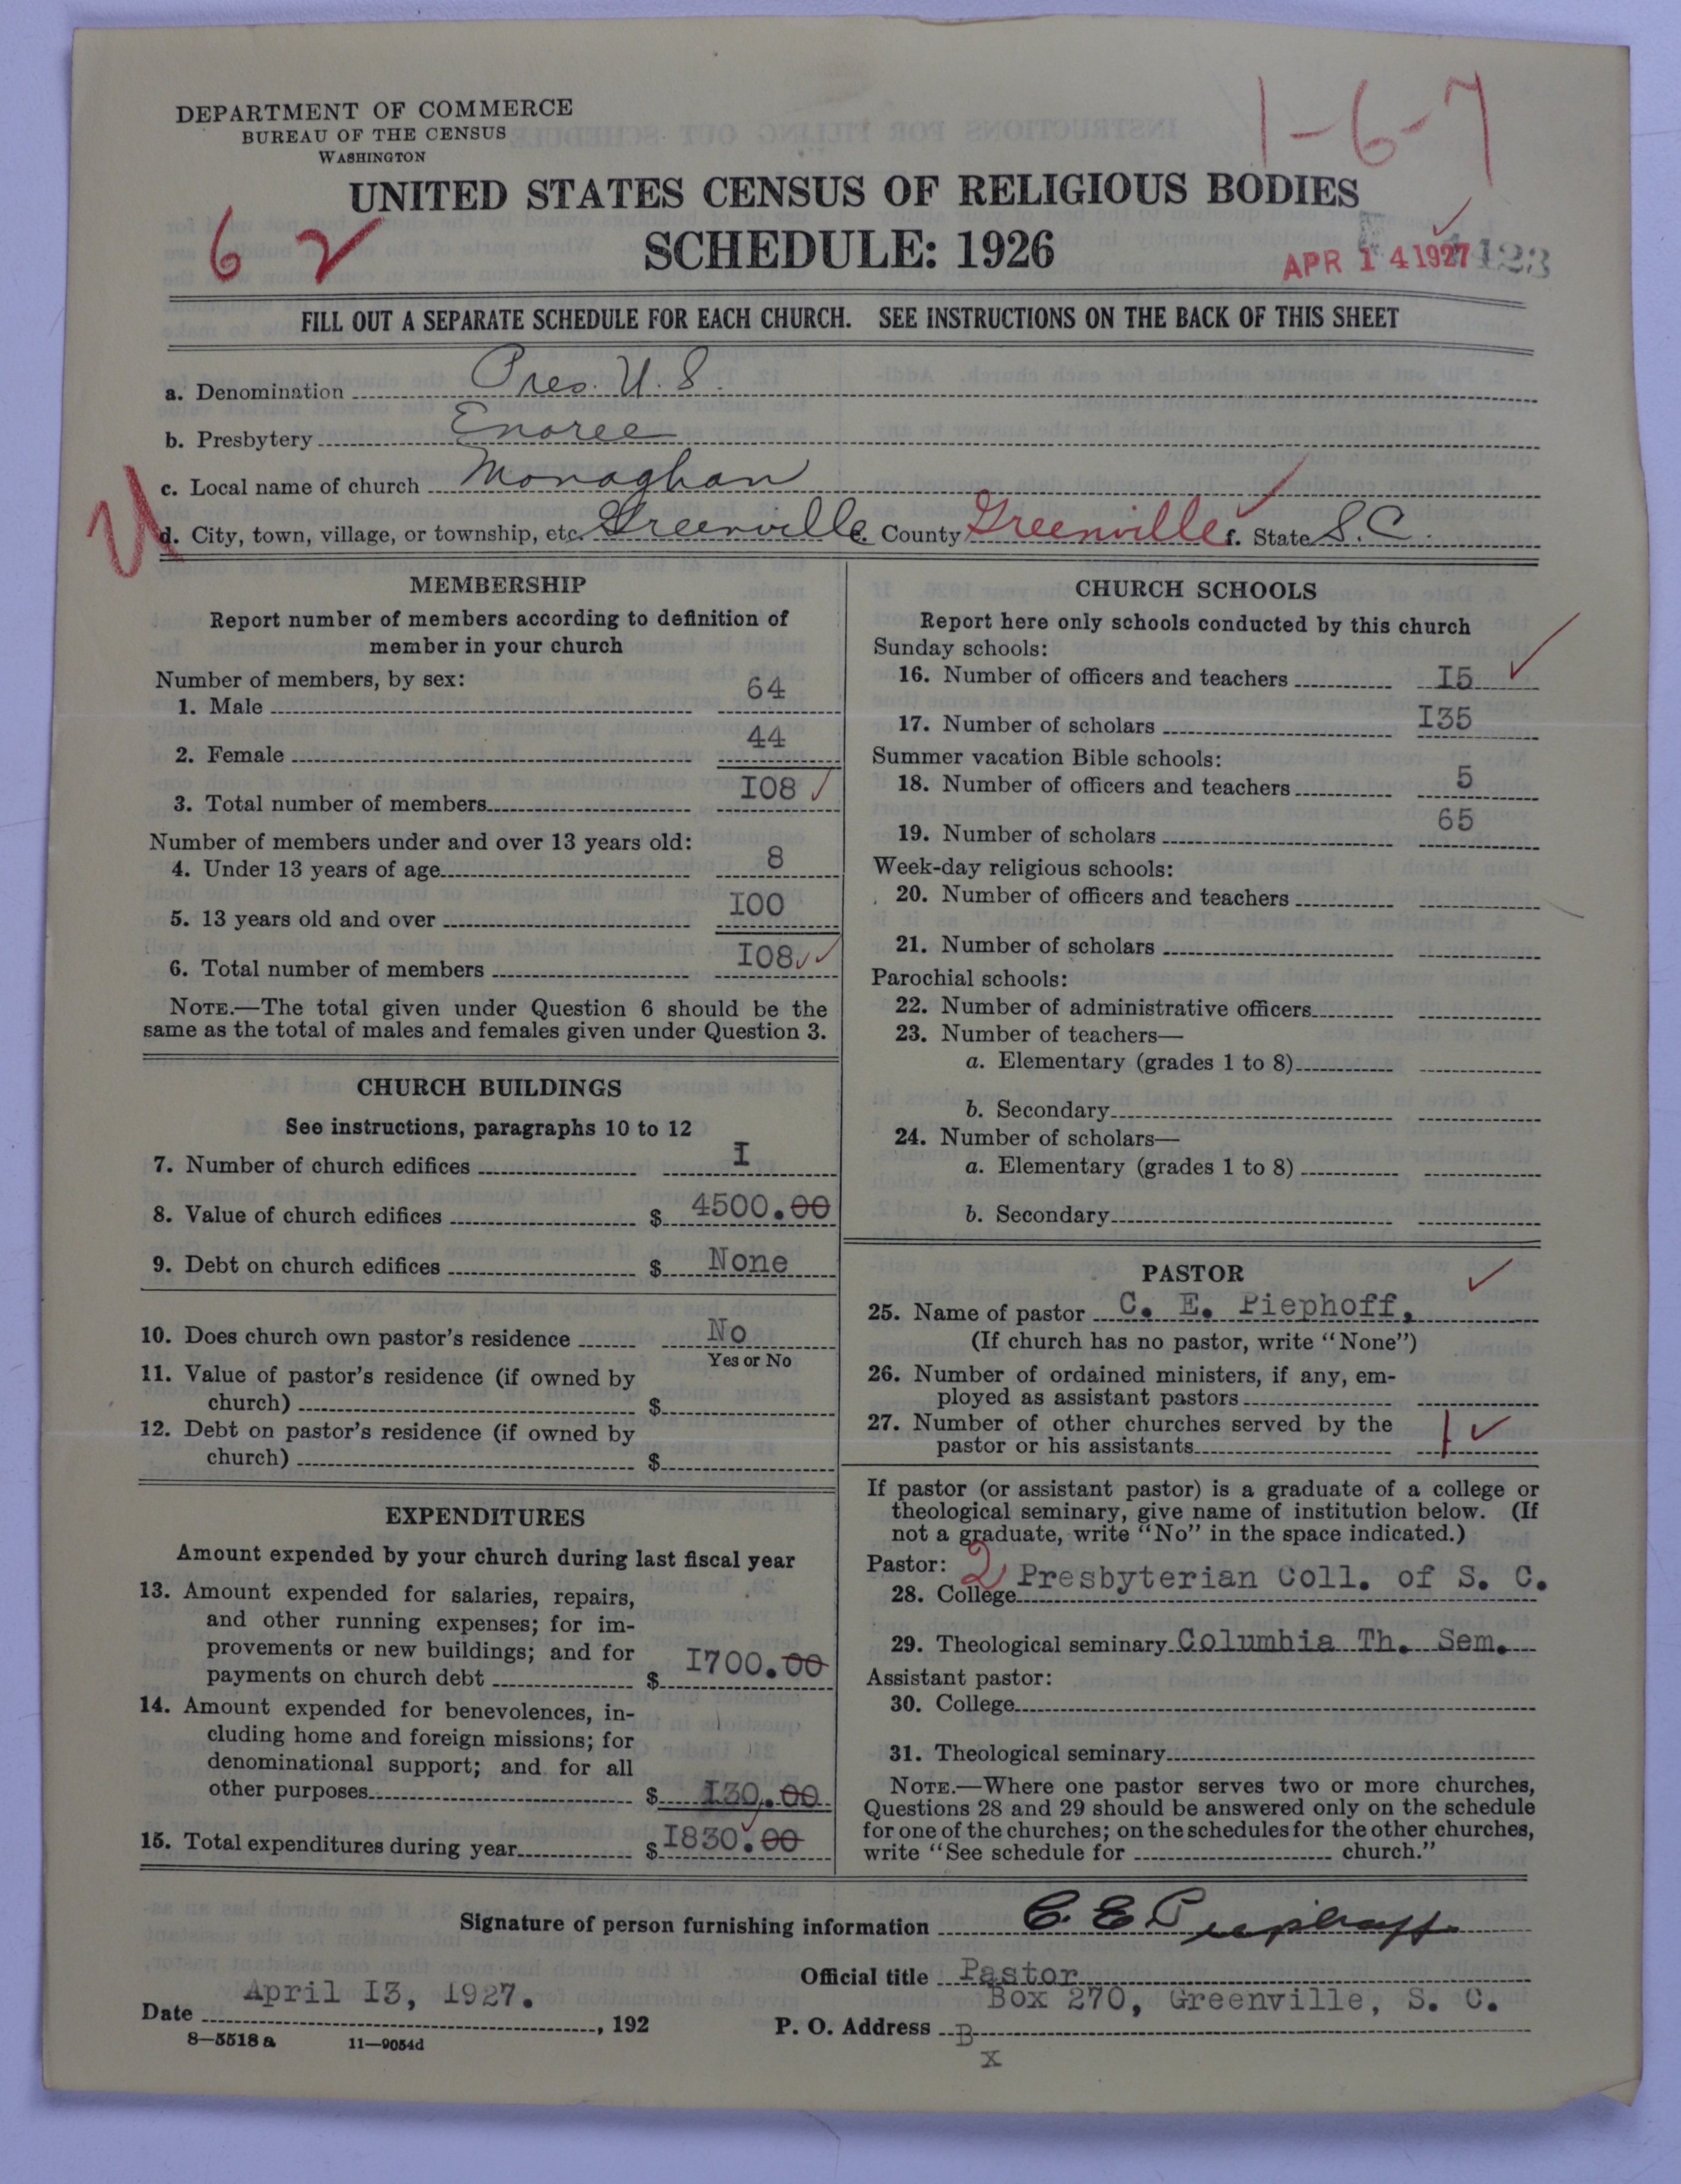 DEPARTMENT OF COMMERCE
BUREAU OF THE CENSUS
WASHINGTON
1-6-7
UNITED STATES CENSUS OF RELIGIOUS BODIES
SCHEDULE: 1926
6 2
APR 14 1927
FILL OUT A SEPARATE SCHEDULE FOR EACH CHURCH. SEE INSTRUCTIONS ON THE BACK OF THIS SHEET
a. Denomination Pres. U. S.
b. Presbytery Enoree
c. Local name of church Monaghan
d. City, town, village, or township, etc. Greenville e. County Greenville f. State S. C.
MEMBERSHIP
Report number of members according to definition of
member in your church
Number of members, by sex:
1. Male 64
2. Female 44
3. Total number of members I08
Number of members under and over 13 years old:
4. Under 13 years of age 8
5. 13 years old and over I00
6. Total number of members I08
NOTE.—The total given under Question 6 should be the
same as the total of males and females given under Question 3.
CHURCH BUILDINGS
See instructions, paragraphs 10 to 12
7. Number of church edifices I
8. Value of church edifices $ 4500.00
9. Debt on church edifices $ None
10. Does church own pastor's residence No
Yes or No
11. Value of pastor's residence (if owned by
church) $
12. Debt on pastor's residence (if owned by
church) $
EXPENDITURES
Amount expended by your church during last fiscal year
13. Amount expended for salaries, repairs,
and other running expenses; for im-
provements or new buildings; and for
payments on church debt $ I700.00
14. Amount expended for benevolences, in-
cluding home and foreign missions; for
denominational support; and for all
other purposes $ I30.00
15. Total expenditures during year $ I830.00
CHURCH SCHOOLS
Report here only schools conducted by this church
Sunday schools:
16. Number of officers and teachers I5
17. Number of scholars I35
Summer vacation Bible schools:
18. Number of officers and teachers 5
19. Number of scholars 65
Week-day religious schools:
20. Number of officers and teachers
21. Number of scholars
Parochial schools:
22. Number of administrative officers
23. Number of teachers—
a. Elementary (grades 1 to 8)
b. Secondary
24. Number of scholars—
a. Elementary (grades 1 to 8)
b. Secondary
PASTOR
25. Name of pastor C. E. Piephoff,
(If church has no pastor, write "None")
26. Number of ordained ministers, if any, em-
ployed as assistant pastors
27. Number of other churches served by the
pastor or his assistants 1
If pastor (or assistant pastor) is a graduate of a college or
theological seminary, give name of institution below. (If
not a graduate, write "No" in the space indicated.)
Pastor: 2
28. College Presbyterian Coll. of S. C.
29. Theological seminary Columbia Th. Sem.
Assistant pastor:
30. College
31. Theological seminary
NOTE.—Where one pastor serves two or more churches,
Questions 28 and 29 should be answered only on the schedule
for one of the churches; on the schedules for the other churches,
write "See schedule for church."
Signature of person furnishing information C. E. Piephoff
Official title Pastor
Date April I3, 1927. , 192
Box 270, Greenville, S. C.
P. O. Address B
x
8—5518 a 11—9054d